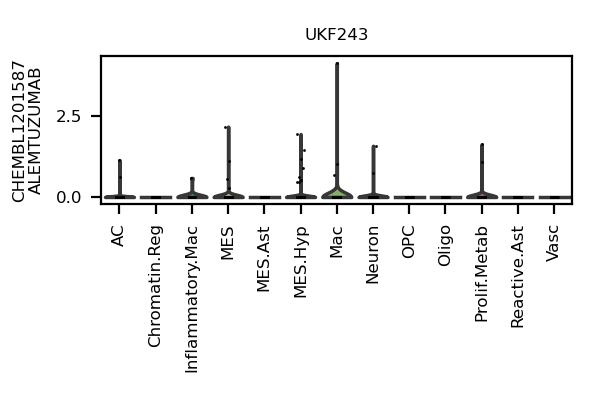 UKF243
CHEMBL1201587
ALEMTUZUMAB
2.5
0.0
AC
Chromatin.Reg
Inflammatory.Mac
MES
MES.Ast
MES.Hyp
Mac
Neuron
OPC
Oligo
Prolif.Metab
Reactive.Ast
Vasc